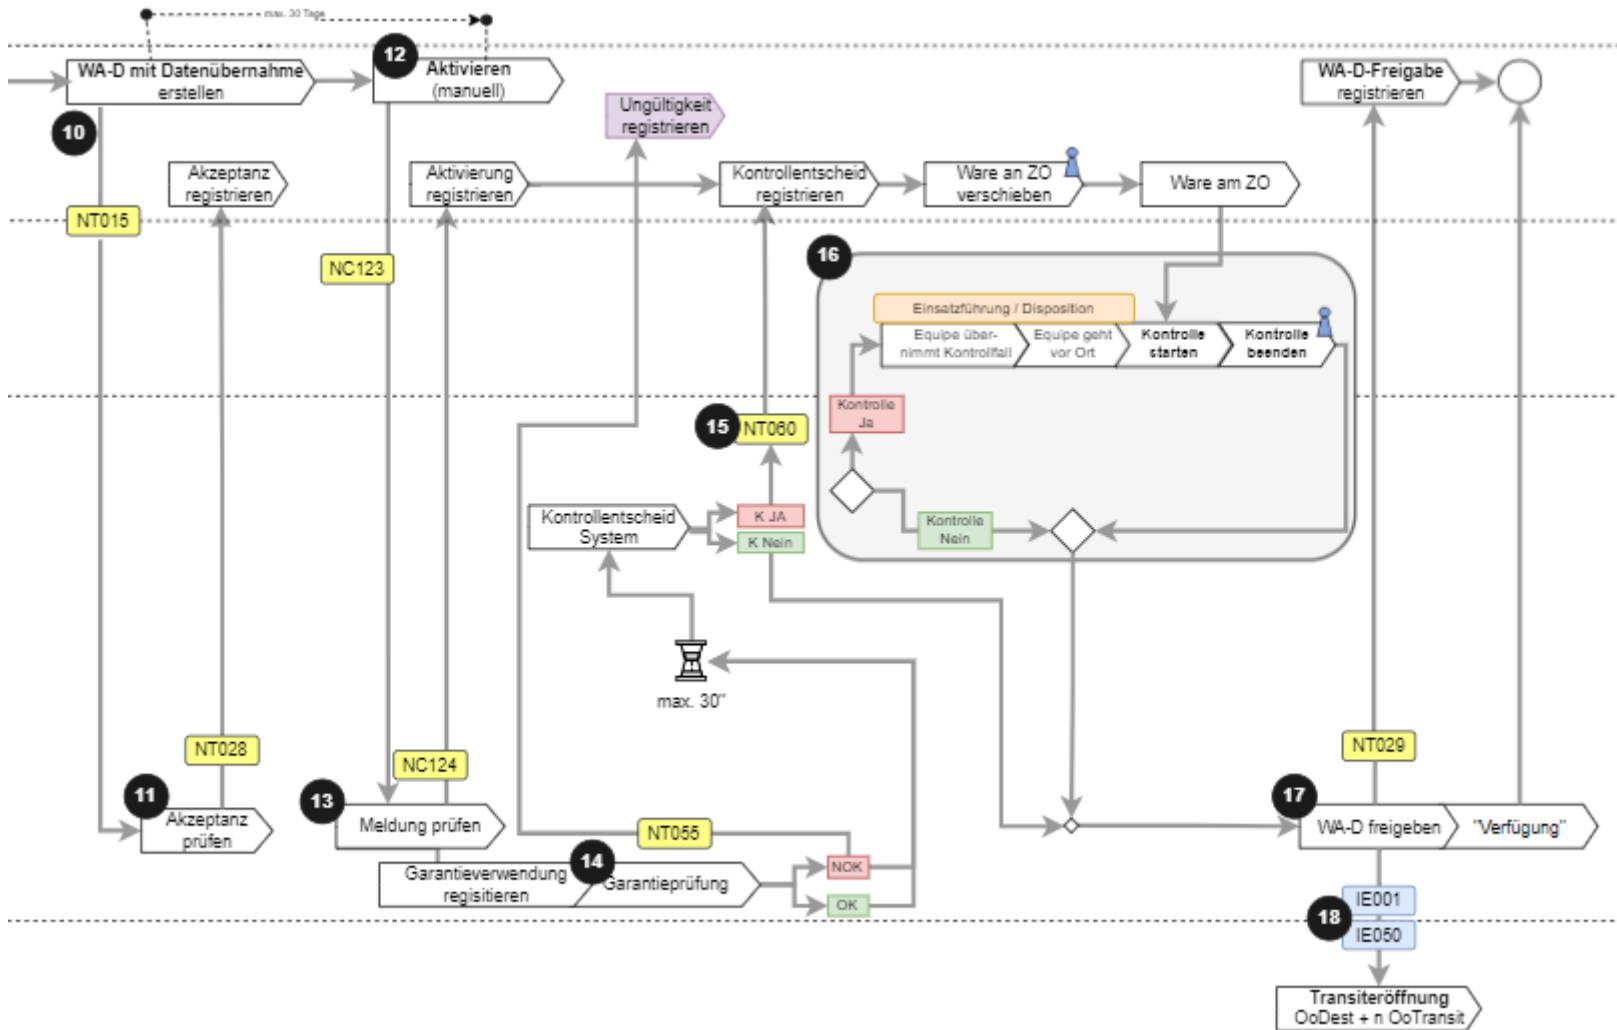 max. 30 Tage
WA-D mit Datenübernahme
erstellen
12
Aktivieren
(manuell)
WA-D-Freigabe
registrieren
10
Ungültigkeit
registrieren
Akzeptanz
registrieren
Aktivierung
registrieren
Kontrollentscheid
registrieren
Ware an ZO
verschieben
Ware am ZO
NT015
NC123
16
Einsatzführung / Disposition
Equipe über-
nimmt Kontrollfall
Equipe geht
vor Ort
Kontrolle
starten
Kontrolle
beenden
Kontrolle
Ja
15
NT060
Kontrollentscheid
System
K JA
K Nein
Kontrolle
Nein
max. 30"
NT028
NC124
NT029
11
Akzeptanz
prüfen
13
Meldung prüfen
NT055
17
WA-D freigeben
"Verfügung"
14
Garantieverwendung
regisitieren
Garantieprüfung
NOK
OK
IE001
18
IE050
Transiteröffnung
OoDest + n OoTransit